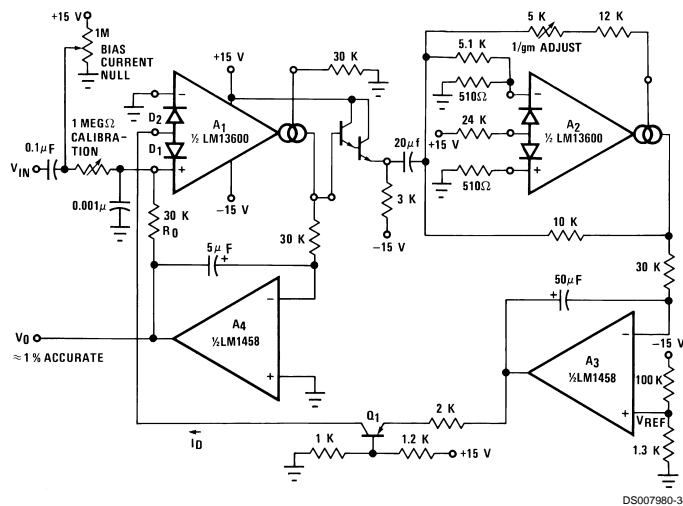 +15 V
1M
BIAS
CURRENT
NULL
1 MEGΩ
CALIBRA-
TION
0.1μF
VIN
0.001μ
D2
D1
−
+
A1
½ LM13600
+15 V
−15 V
30 K
30 K
RO
30 K
5μF
+
A4
½LM1458
−
+
VO
≈1% ACCURATE
20μf
3 K
−15 V
5 K
1/gm ADJUST
12 K
5.1 K
510Ω
24 K
+15 V
510Ω
−
+
A2
½ LM13600
10 K
30 K
50μF
+
A3
½LM1458
−
+
−15 V
100K
VREF
1.3 K
ID
Q1
2 K
1 K
1.2 K
+15 V
DS007980-3